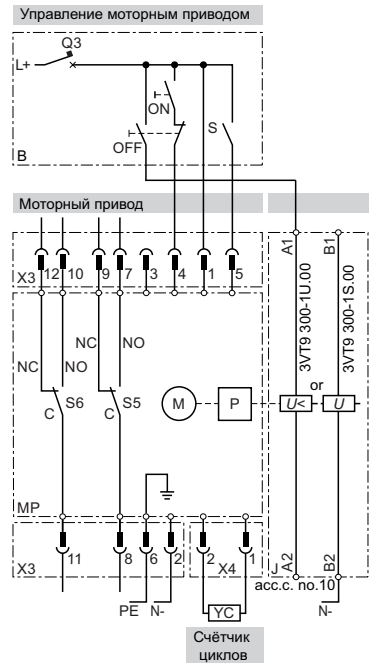 Управление моторным приводом
Q3
L+
ON
OFF
S
B
Моторный привод
X3
12
10
9
7
3
4
1
5
A1
B1
3VT9 300-1U.00
3VT9 300-1S.00
NC
NO
NC
NO
C
S6
C
S5
M
P
or
U<
U
MP
X3
11
8
6
2
2
X4
1
J
A2
B2
acc.c. no.10
PE
N-
YC
N-
Счётчик
циклов